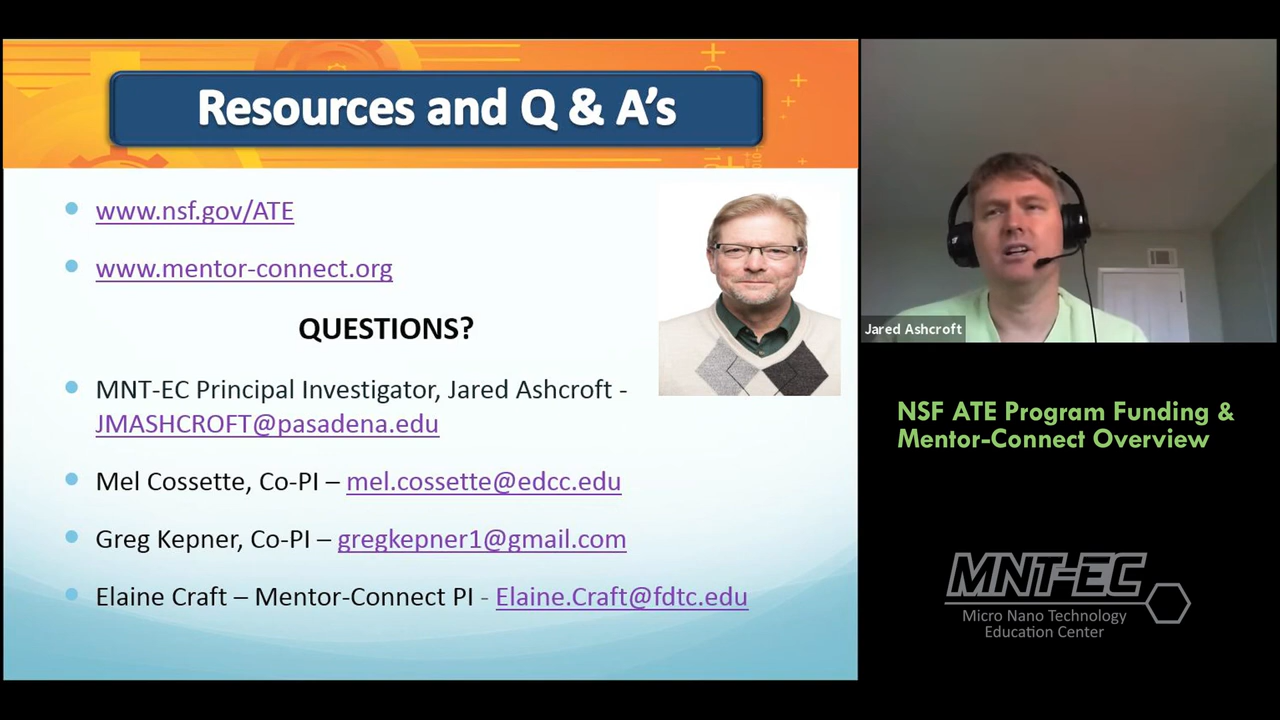 Resources and Q & A's
www.nsf.gov/ATE
www.mentor-connect.org
QUESTIONS?
MNT-EC Principal Investigator, Jared Ashcroft -
JMASHCROFT@pasadena.edu
Mel Cossette, Co-PI – mel.cossette@edcc.edu
Greg Kepner, Co-PI – gregkepner1@gmail.com
Elaine Craft – Mentor-Connect PI - Elaine.Craft@fdtc.edu
Jared Ashcroft
NSF ATE Program Funding &
Mentor-Connect Overview
MNT-EC
Micro Nano Technology
Education Center